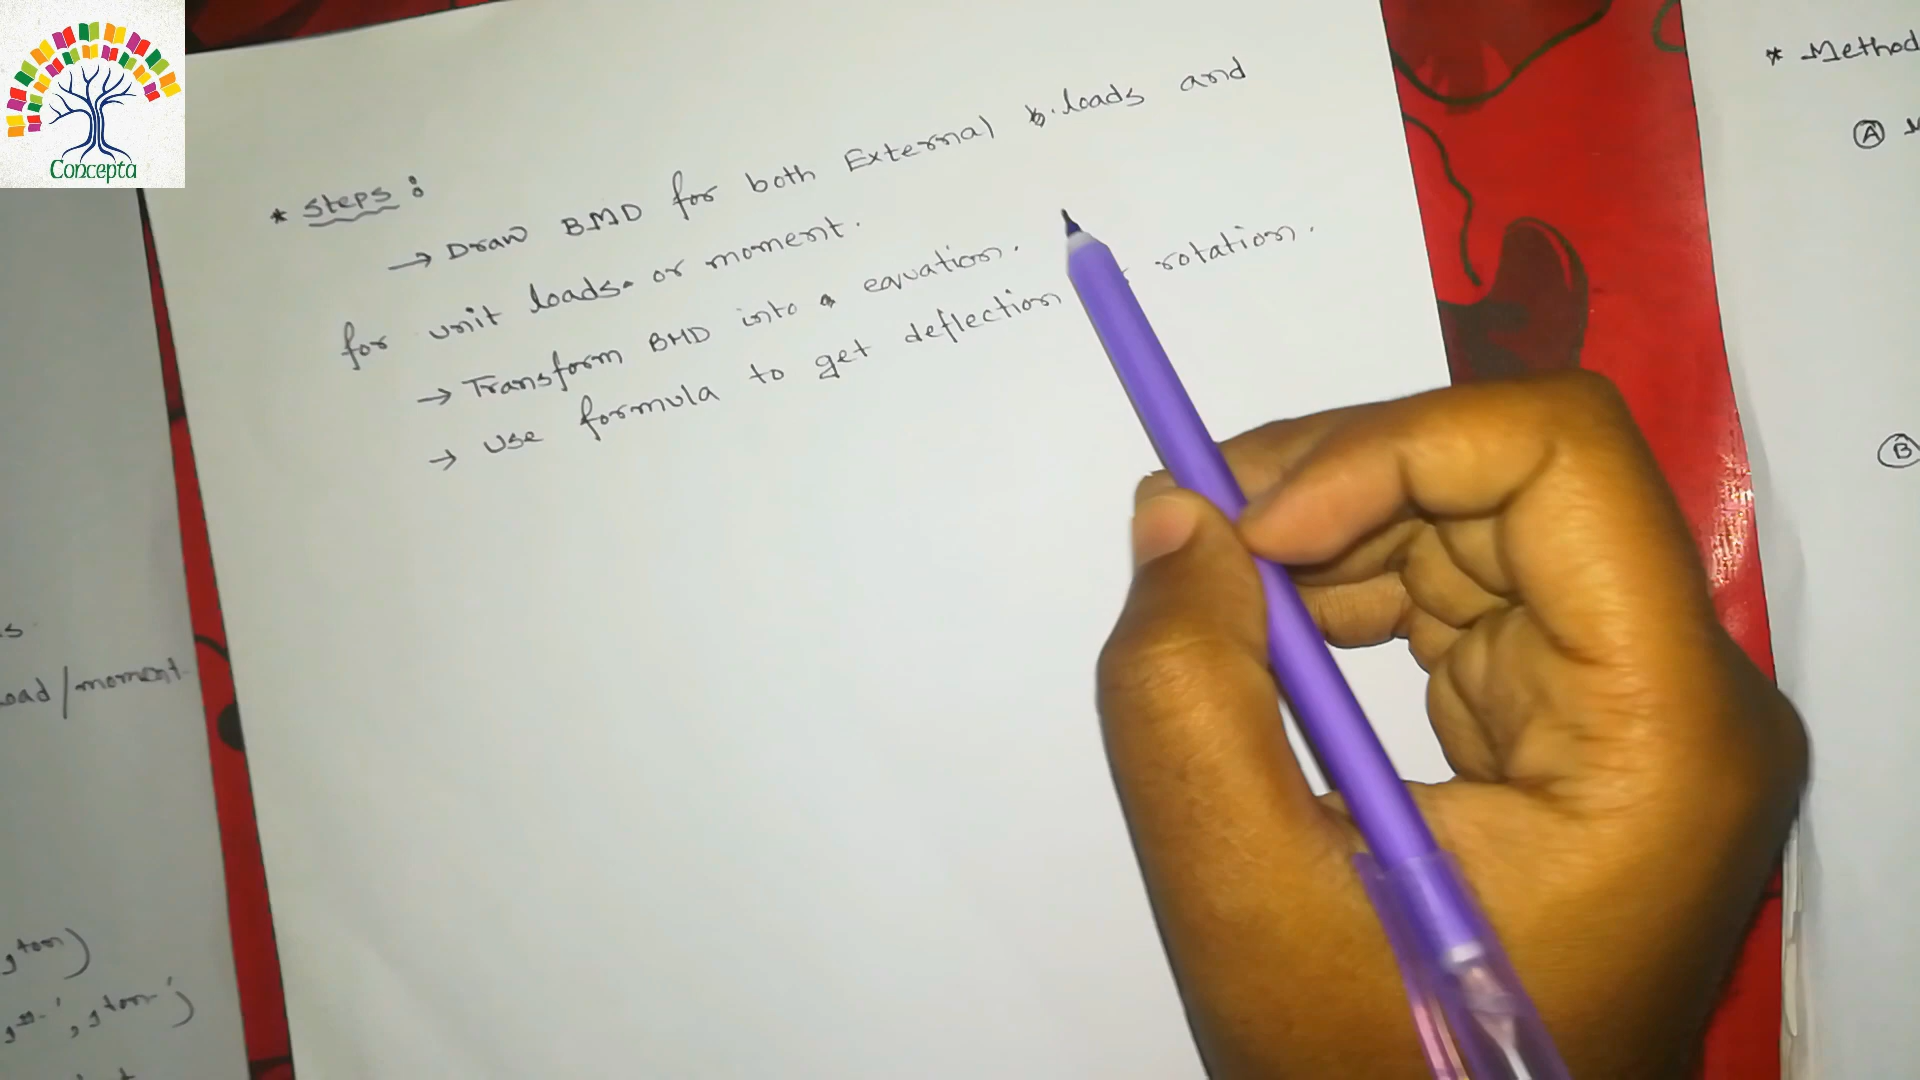 Concepta
* Steps :
→ Draw BMD for both External loads and
for unit loads or moment.
→ Transform BMD into equation.
→ Use formula to get deflection rotation.
* Method
A
B
oad/moment